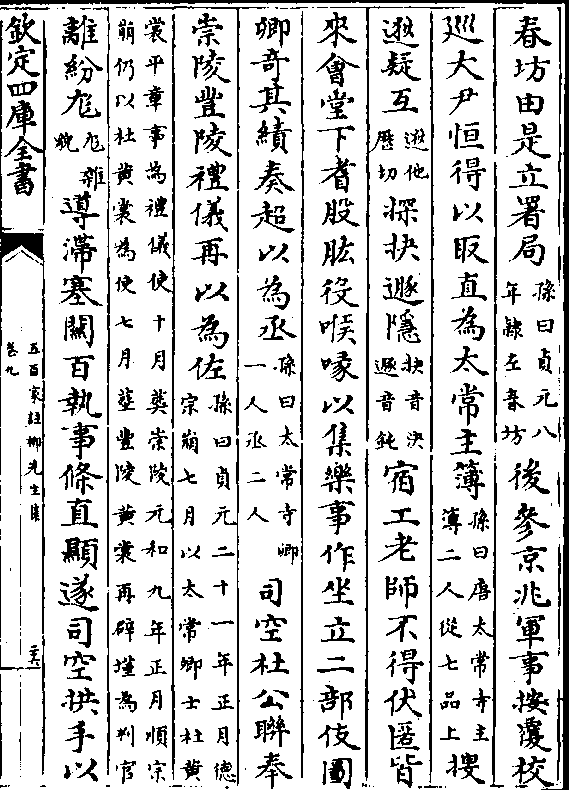 春坊由是立署局孫曰貞元八年隸左春坊後參京兆軍事按覆校
巡大尹恒得以取直為太常主簿孫曰唐太常寺主簿二人從七品上搜
逖疑互逖他歷切探抉遯隱抉音決遯音鈍宿工老師不得伏匿皆
來會堂下耆股肱役喉喙以集樂事作坐立二部伎圖
卿奇其績奏超以為丞孫曰太常寺卿一人丞二人司空杜公聯奉
崇陵豐陵禮儀再以為佐孫曰貞元二十一年正月德宗崩七月以太常卿士杜黄
裳平章事為禮儀使十月葬崇陵元和九年正月順宗崩仍以杜黄裳為使七月塟豐陵黄裳再辟墐為判官
離紛尨尨雜貌導滯塞關百執事條直顯遂司空拱手以
欽定四庫全書
五百家註柳先生集
卷九
二六